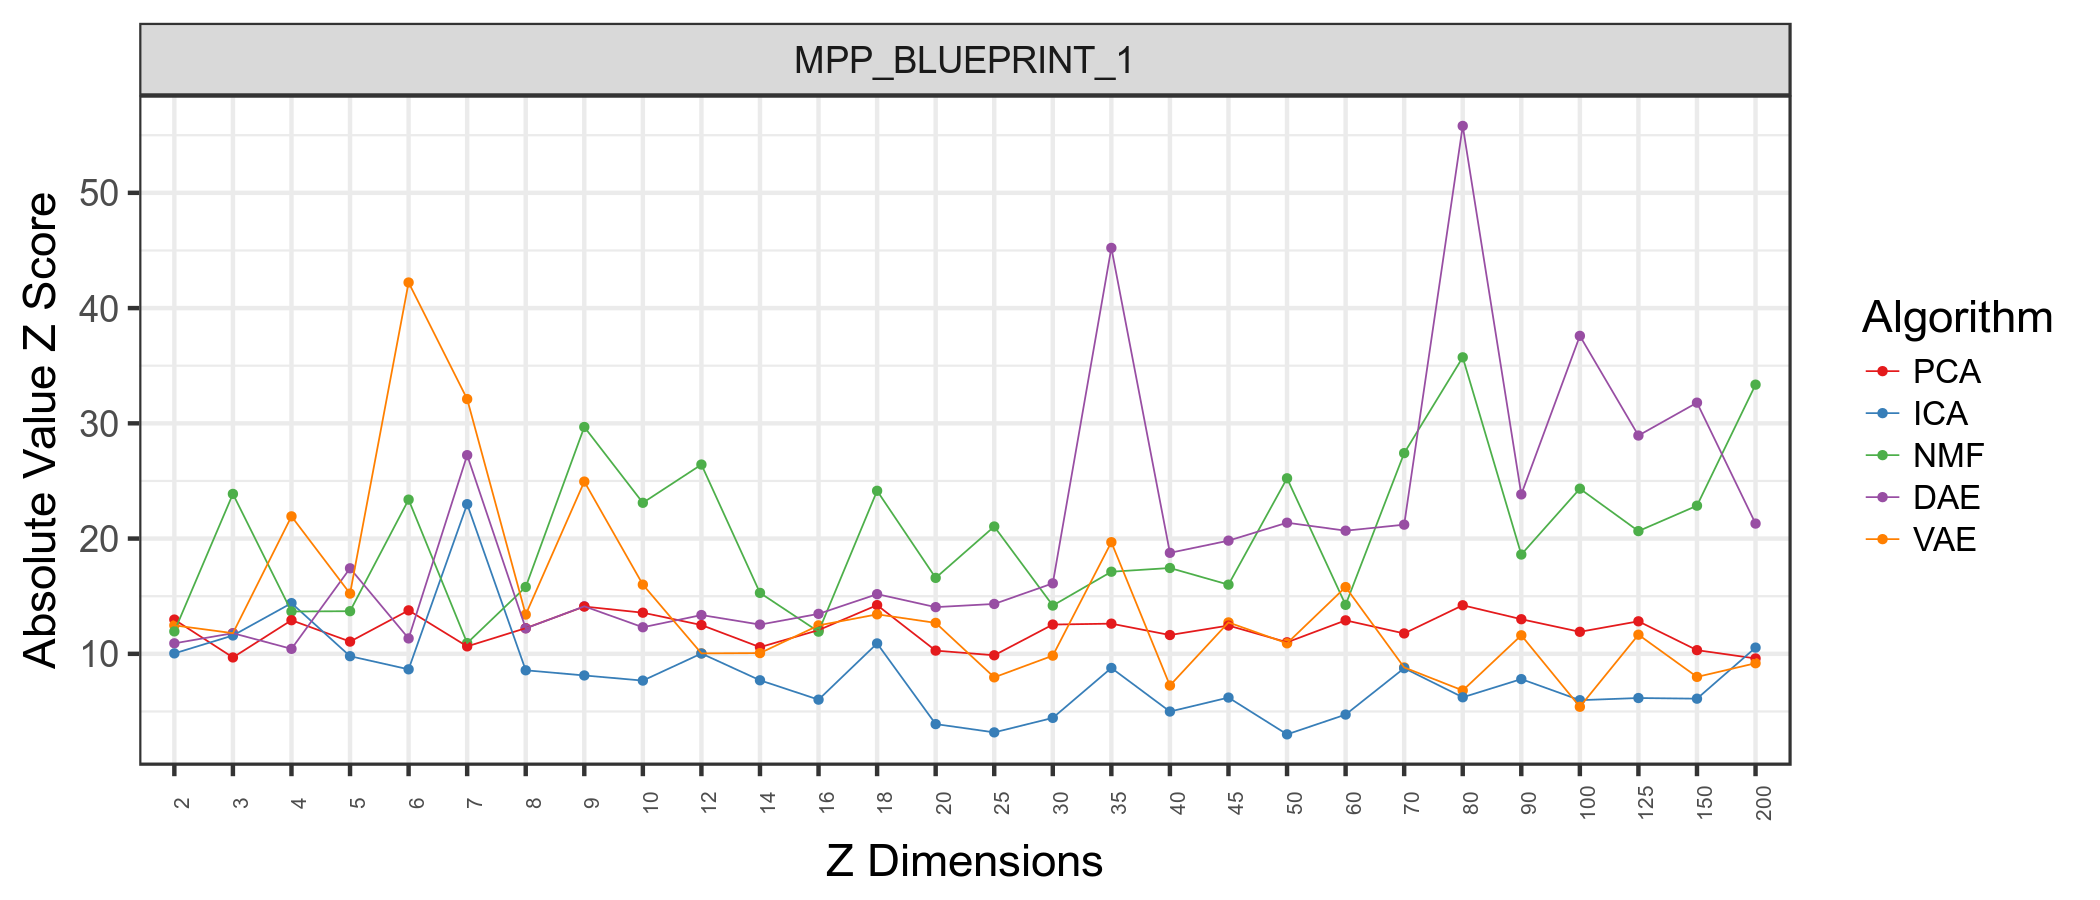 MPP_BLUEPRINT_1
Absolute Value Z Score
50
40
30
20
10
2 3 4 5 6 7 8 9 10 12 14 16 18 20 25 30 35 40 45 50 60 70 80 90 100 125 150 200
Z Dimensions
Algorithm
PCA
ICA
NMF
DAE
VAE